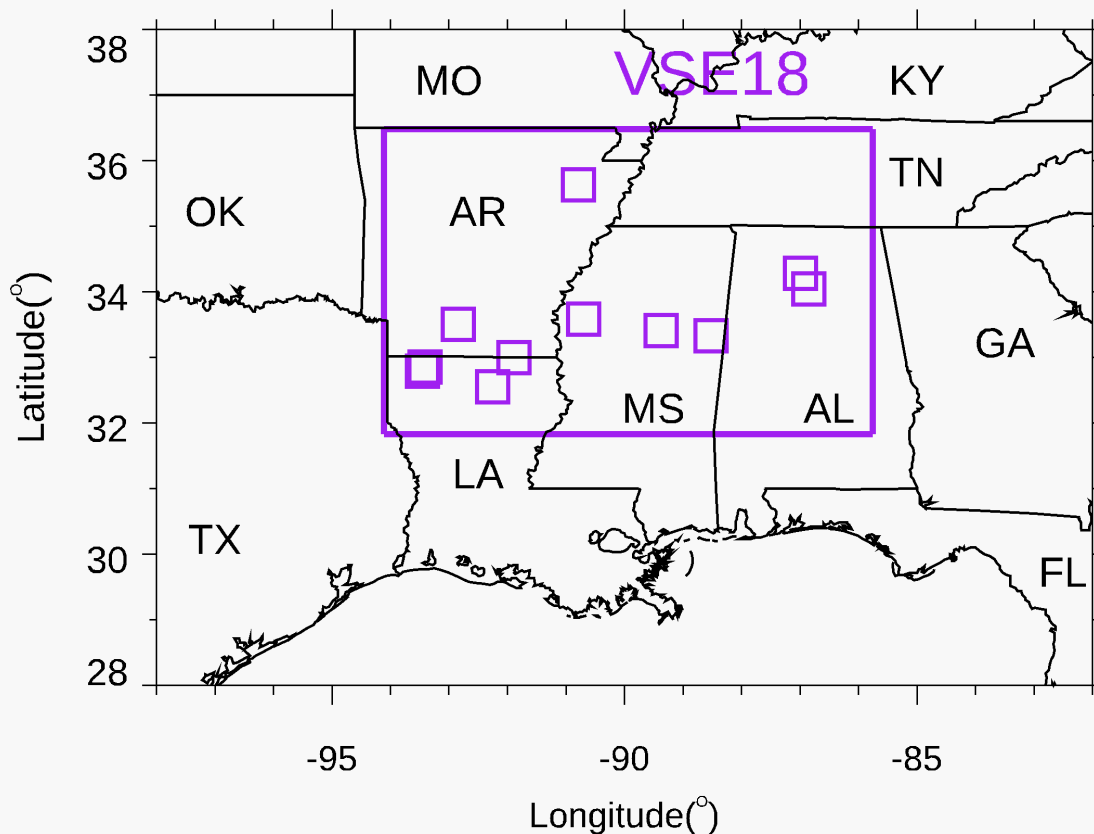 38
MO
VSE18
KY
36
TN
OK
AR
34
GA
MS
AL
32
LA
TX
30
FL
28
-95
-90
-85
Latitude(°)
Longitude(°)